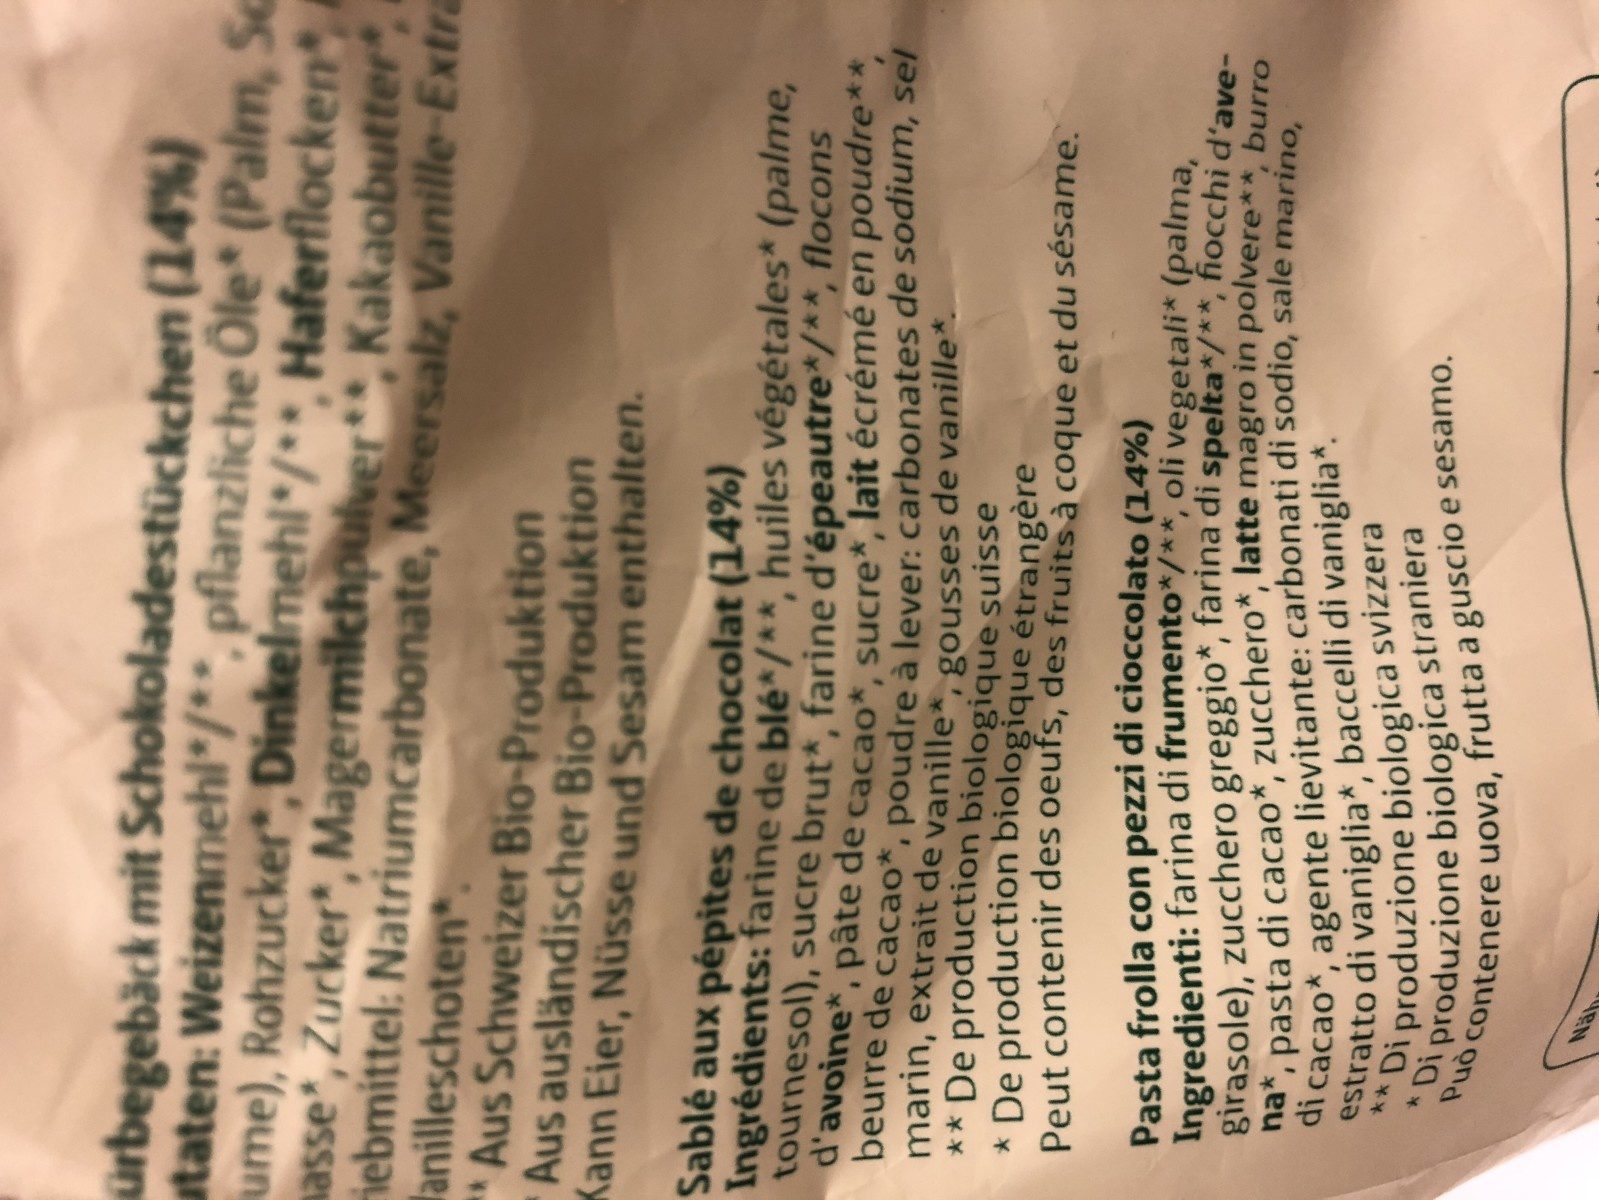 ürbegebäck mit Schokoladestückchen (14%)
utaten: Weizenmehl*/**, pflanzliche Öle* (Palm, So
ume), Rohzucker*, Dinkelmehl*/**, Haferflocken*,
asse*, Zucker*, Magermilchpulver**, Kakaobutter*,
iebmittel: Natriumcarbonate, Meersalz, Vanille-Extra
anilleschoten*.
** Aus Schweizer Bio-Produktion
* Aus ausländischer Bio-Produktion
Kann Eier, Nüsse und Sesam enthalten.
Sablé aux pépites de chocolat (14%)
Ingrédients: farine de blé*/**, huiles végétales* (palme,
tournesol), sucre brut*, farine d'épeautre*/**, flocons
d'avoine*, pâte de cacao*, sucre*, lait écrémé en poudre**,
beurre de cacao*, poudre à lever: carbonates de sodium, sel
marin, extrait de vanille*, gousses de vanille*.
** De production biologique suisse
* De production biologique étrangère
Peut contenir des oeufs, des fruits à coque et du sésame.
Pasta frolla con pezzi di cioccolato (14%)
Ingredienti: farina di frumento*/**, oli vegetali* (palma,
girasole), zucchero greggio*, farina di spelta*/**, fiocchi d'ave-
na*, pasta di cacao*, zucchero*, latte magro in polvere**, burro
di cacao*, agente lievitante: carbonati di sodio, sale marino,
estratto di vaniglia*, baccelli di vaniglia*.
** Di produzione biologica svizzera
* Di produzione biologica straniera
Può contenere uova, frutta a guscio e sesamo.